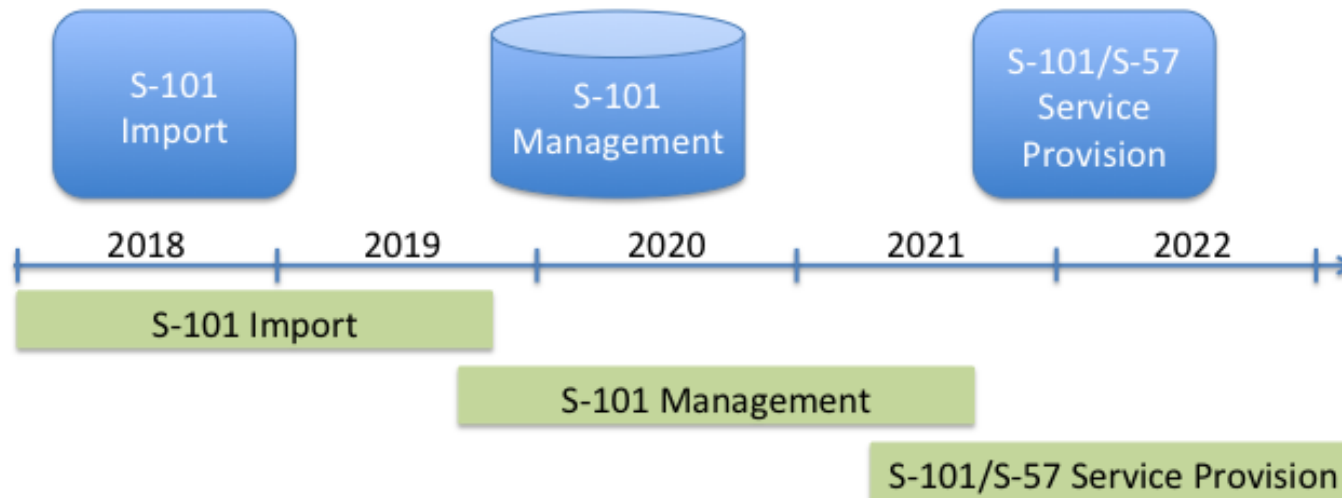 S-101
Import
S-101
Management
S-101/S-57
Service
Provision
2018 2019 2020 2021 2022
S-101 Import
S-101 Management
S-101/S-57 Service Provision